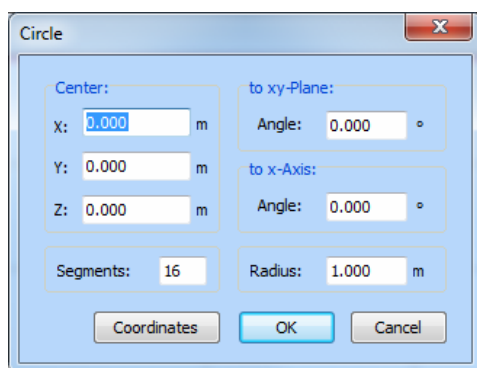 Circle
Center:
X: 0.000 m
Y: 0.000 m
Z: 0.000 m
to xy-Plane:
Angle: 0.000 °
to x-Axis:
Angle: 0.000 °
Segments: 16
Radius: 1.000 m
Coordinates OK Cancel